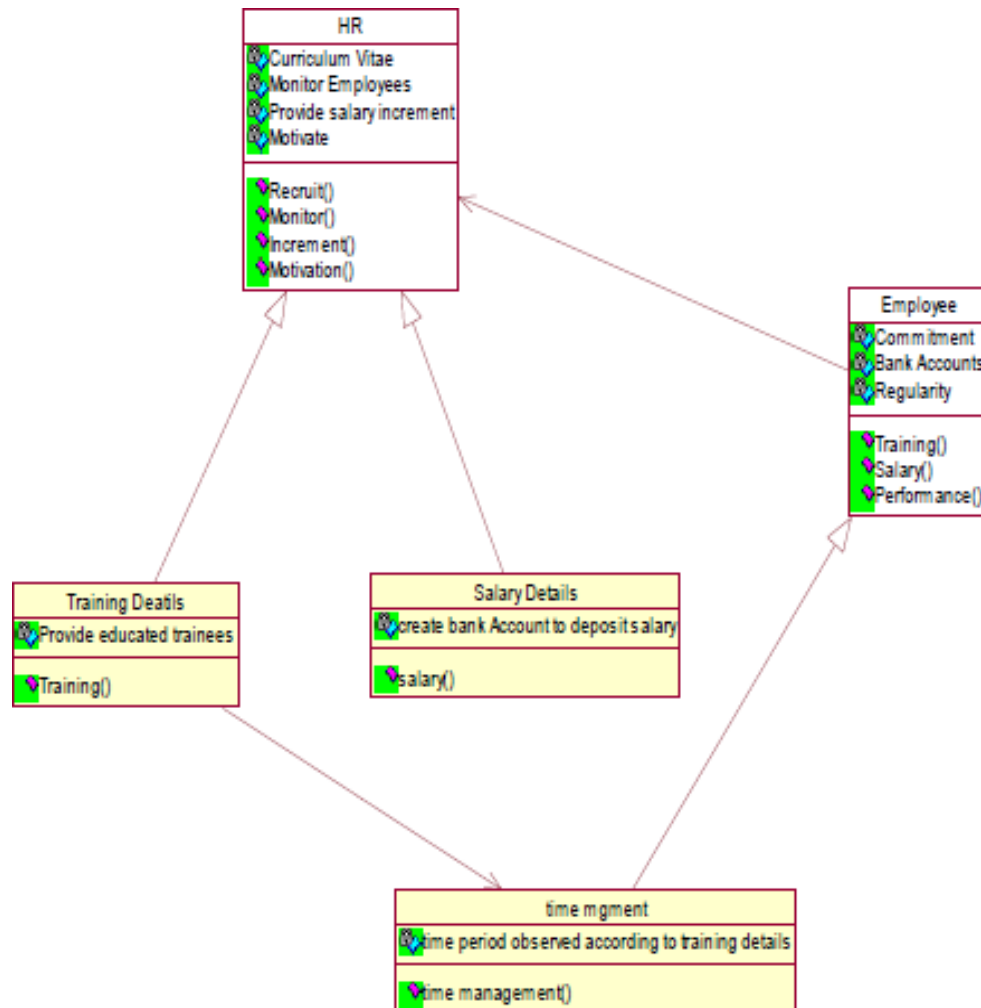 HR
Curriculum Vitae
Monitor Employees
Provide salary increment
Motivate
Recruit()
Monitor()
Increment()
Motivation()
Employee
Commitment
Bank Accounts
Regularity
Training()
Salary()
Performance()
Training Deatils
Provide educated trainees
Training()
Salary Details
create bank Account to deposit salary
salary()
time mgment
time period observed according to training details
time management()